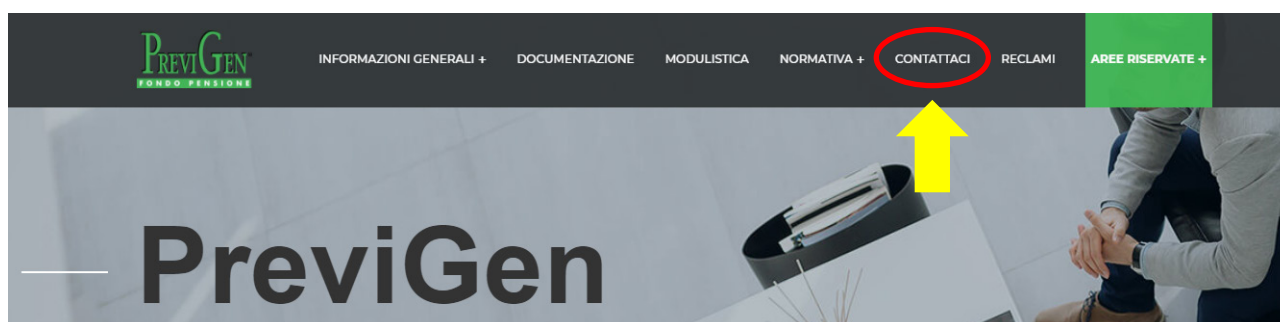 PREVIGEN
FONDO PENSIONE
INFORMAZIONI GENERALI + DOCUMENTAZIONE MODULISTICA NORMATIVA + CONTATTACI RECLAMI AREE RISERVATE +
PreviGen